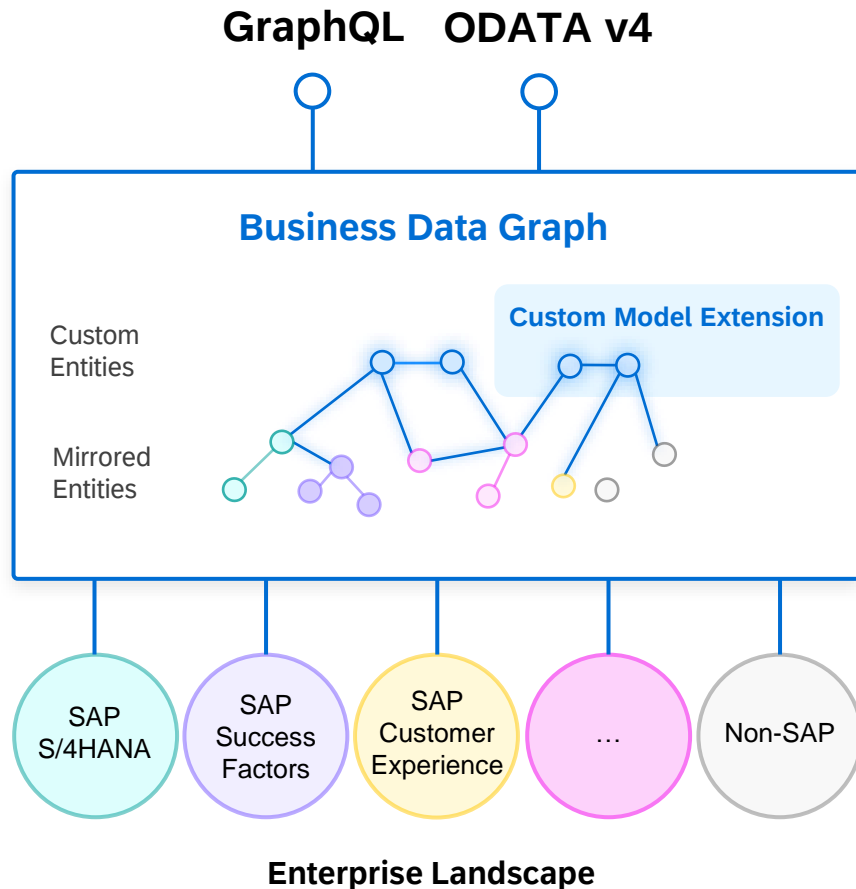 GraphQL ODATA v4
Business Data Graph
Custom Model Extension
Custom
Entities
Mirrored
Entities
SAP
S/4HANA
SAP
Success
Factors
SAP
Customer
Experience
…
Non-SAP
Enterprise Landscape